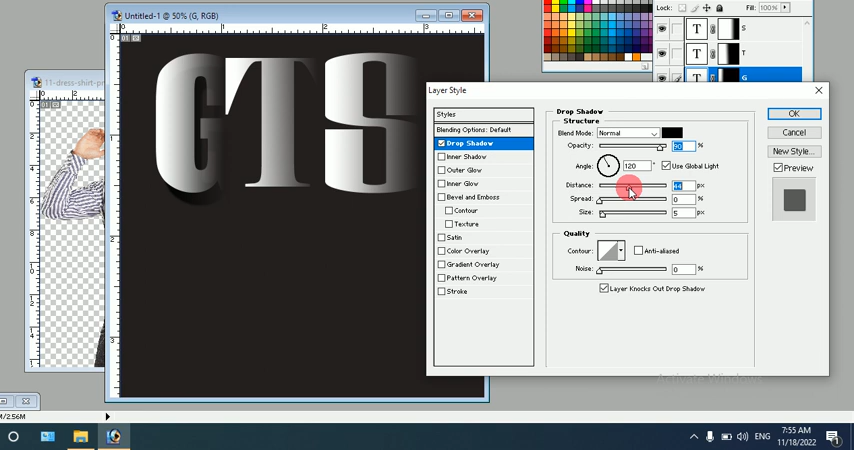 Untitled-1 @ 50% (G, RGB)
Lock:
Fill: 100%
T S
T T
T G
11-dress-shirt-pr
GTS
Layer Style
Styles
Blending Options: Default
Drop Shadow
Inner Shadow
Outer Glow
Inner Glow
Bevel and Emboss
Contour
Texture
Satin
Color Overlay
Gradient Overlay
Pattern Overlay
Stroke
Drop Shadow
Structure
Blend Mode: Normal
Opacity: 90 %
Angle: 120 ° Use Global Light
Distance: 44 px
Spread: 0 %
Size: 5 px
Quality
Contour: Anti-aliased
Noise: 0 %
Layer Knocks Out Drop Shadow
OK
Cancel
New Style...
Preview
Activate Windows
M/2.56M
ENG
7:55 AM
11/18/2022